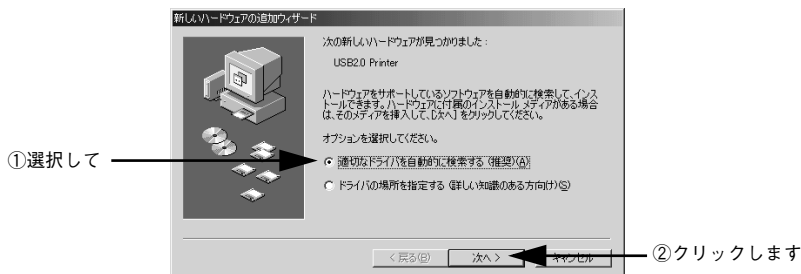 新しいハードウェアの追加ウィザード
次の新しいハードウェアが見つかりました :
USB2.0 Printer
ハードウェアをサポートしているソフトウェアを自動的に検索して、インス
トールできます。ハードウェアに付属のインストール メディアがある場合
は、そのメディアを挿入して、[次へ] をクリックしてください。
オプションを選択してください。
①選択して
適切なドライバを自動的に検索する (推奨)(A)
ドライバの場所を指定する (詳しい知識のある方向け)(S)
< 戻る(B)
次へ >
キャンセル
②クリックします